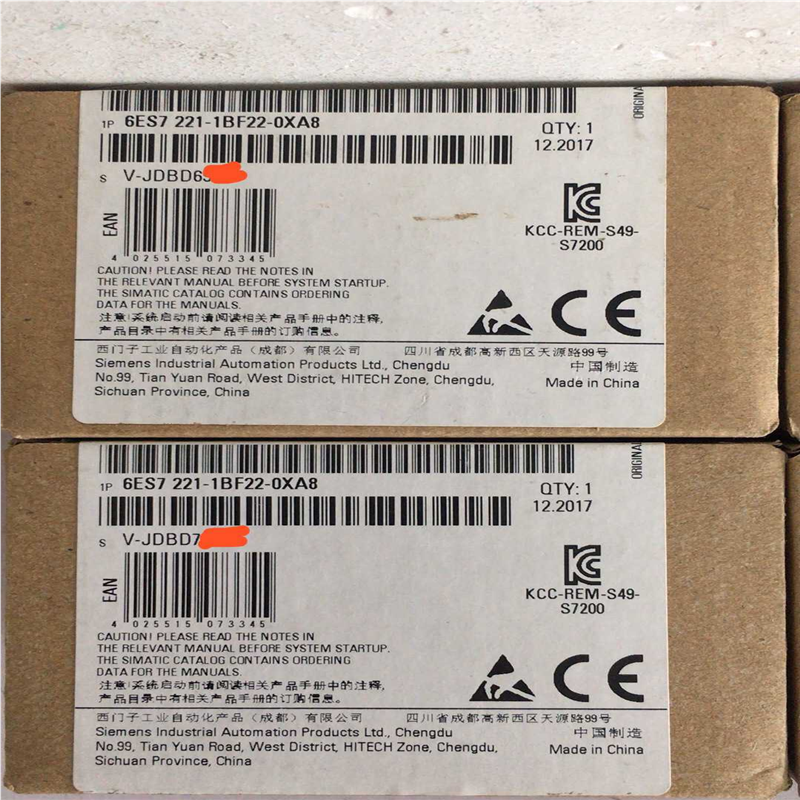 ORIGINA
1P 6ES7 221-1BF22-0XA8
QTY: 1
12.2017
S V-JDBD6
EAN
4 025515 073345
KCC-REM-S49-
S7200
CAUTION! PLEASE READ THE NOTES IN
THE RELEVANT MANUAL BEFORE SYSTEM STARTUP.
THE SIMATIC CATALOG CONTAINS ORDERING
DATA FOR THE MANUALS.
注意!系统启动前请阅读相关产品手册中的注释,
产品目录中有相关产品手册的订购信息。
CE
西门子工业自动化产品(成都)有限公司 四川省成都高新西区天源路99号
Siemens Industrial Automation Products Ltd., Chengdu
中国制造
No.99, Tian Yuan Road, West District, HITECH Zone, Chengdu,
Made in China
Sichuan Province, China
ORIGINAL
1P 6ES7 221-1BF22-0XA8
QTY: 1
12.2017
S V-JDBD7
EAN
4 025515 073345
KCC-REM-S49-
S7200
CAUTION! PLEASE READ THE NOTES IN
THE RELEVANT MANUAL BEFORE SYSTEM STARTUP.
THE SIMATIC CATALOG CONTAINS ORDERING
DATA FOR THE MANUALS.
注意!系统启动前请阅读相关产品手册中的注释,
产品目录中有相关产品手册的订购信息。
CE
西门子工业自动化产品(成都)有限公司 四川省成都高新西区天源路99号
Siemens Industrial Automation Products Ltd., Chengdu
中国制造
No.99, Tian Yuan Road, West District, HITECH Zone, Chengdu,
Made in China
Sichuan Province, China